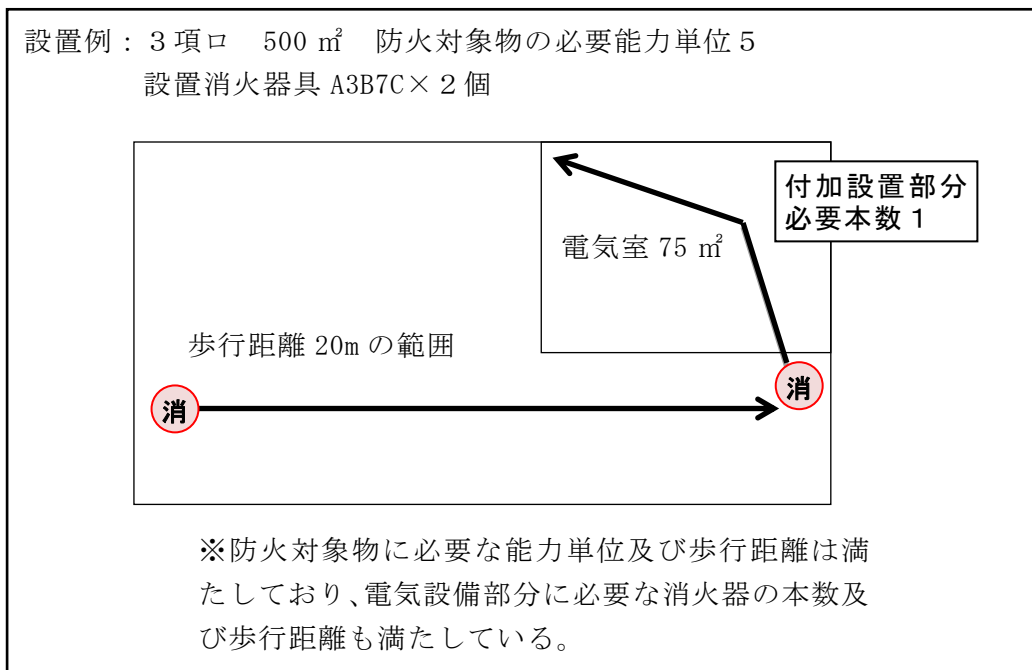 設置例：３項ロ　500 ㎡　防火対象物の必要能力単位５
設置消火器具 A3B7C×２個
付加設置部分
必要本数１
電気室 75 ㎡
歩行距離 20m の範囲
消
消
※防火対象物に必要な能力単位及び歩行距離は満
たしており、電気設備部分に必要な消火器の本数及
び歩行距離も満たしている。